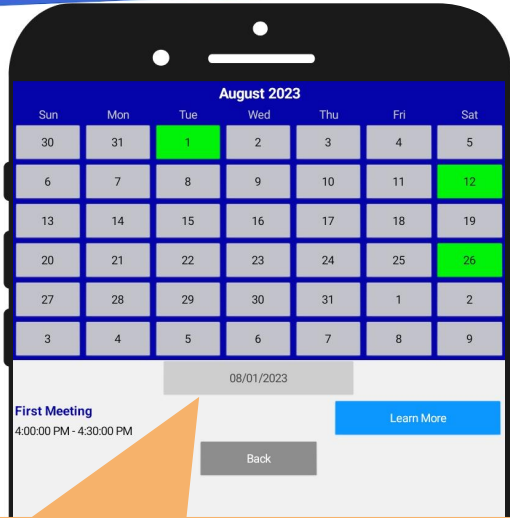 August 2023
Sun Mon Tue Wed Thu Fri Sat
30 31 1 2 3 4 5
6 7 8 9 10 11 12
13 14 15 16 17 18 19
20 21 22 23 24 25 26
27 28 29 30 31 1 2
3 4 5 6 7 8 9
08/01/2023
First Meeting
Learn More
4:00:00 PM - 4:30:00 PM
Back